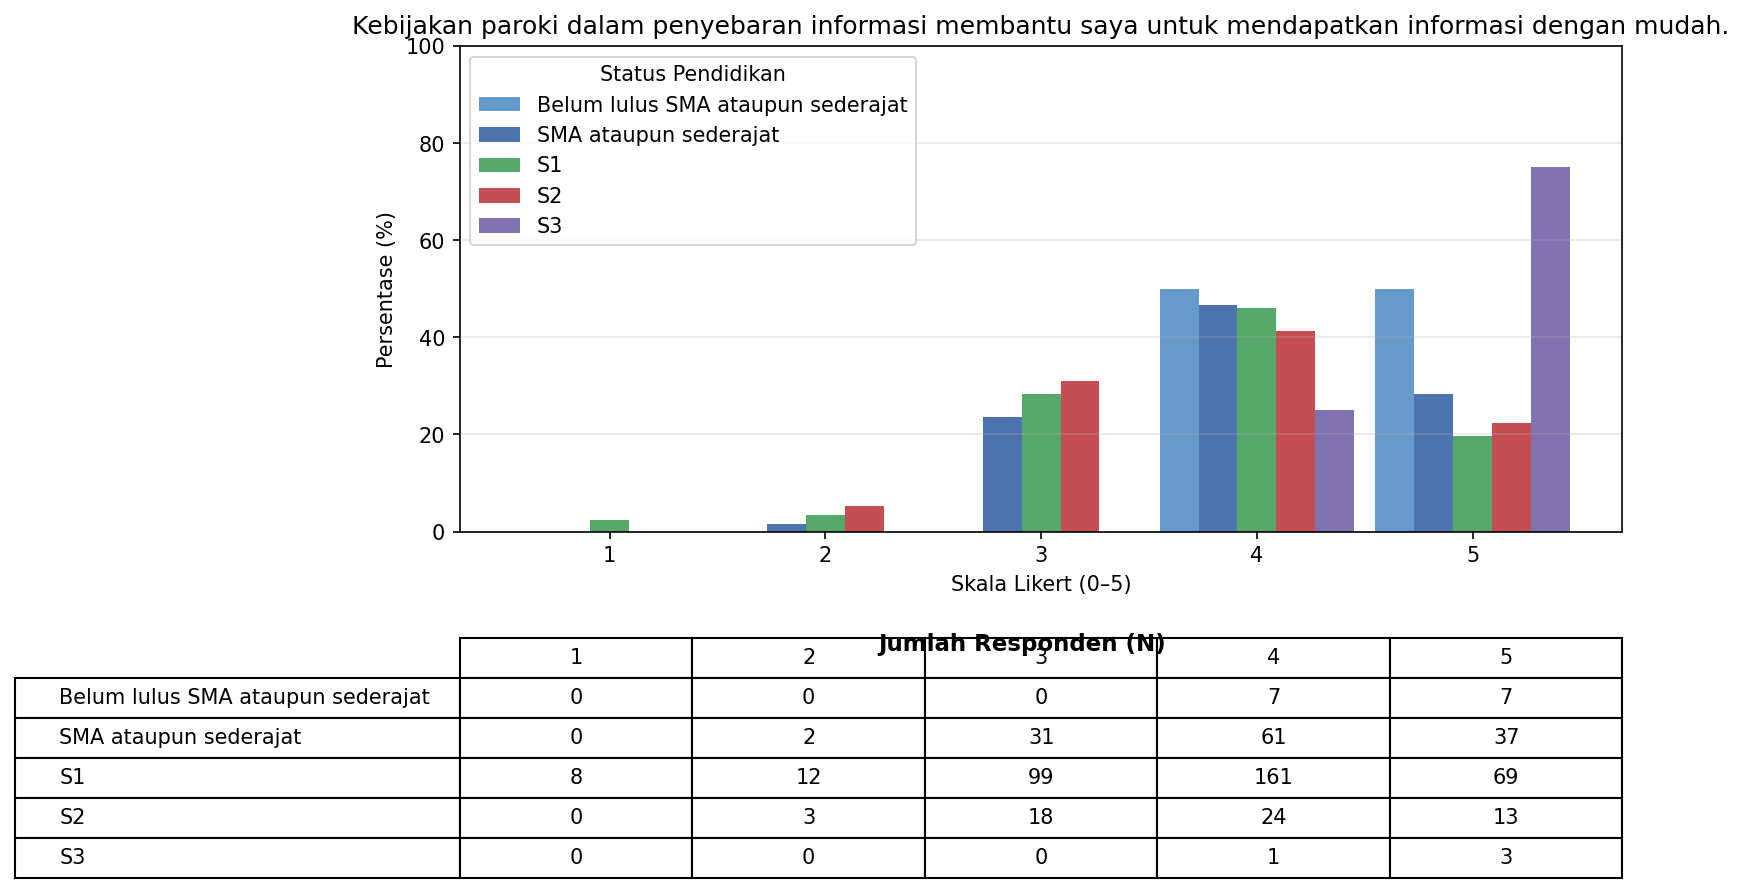 Kebijakan paroki dalam penyebaran informasi membantu saya untuk mendapatkan informasi dengan mudah.
100
80
60
40
20
0
Persentase (%)
Status Pendidikan
Belum lulus SMA ataupun sederajat
SMA ataupun sederajat
S1
S2
S3
1 2 3 4 5
Skala Likert (0–5)
Jumlah Responden (N)
1 2 3 4 5
Belum lulus SMA ataupun sederajat 0 0 0 7 7
SMA ataupun sederajat 0 2 31 61 37
S1 8 12 99 161 69
S2 0 3 18 24 13
S3 0 0 0 1 3